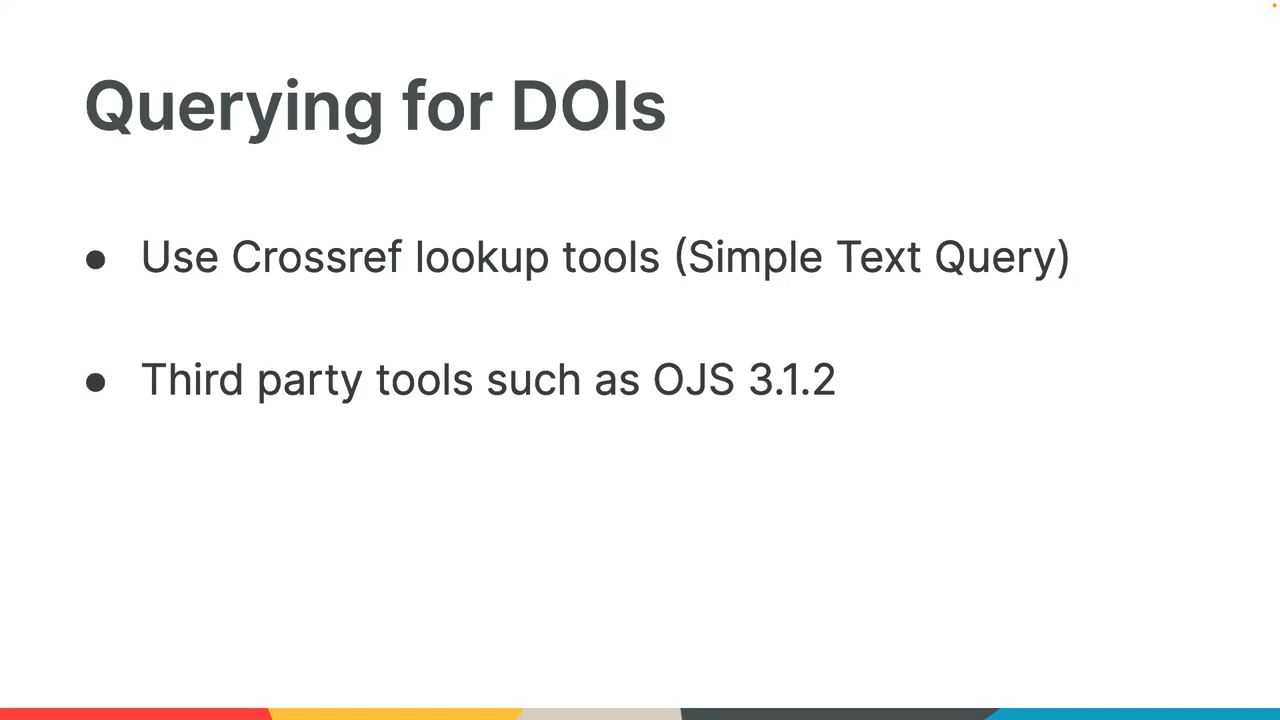 Querying for DOIs
● Use Crossref lookup tools (Simple Text Query)
● Third party tools such as OJS 3.1.2